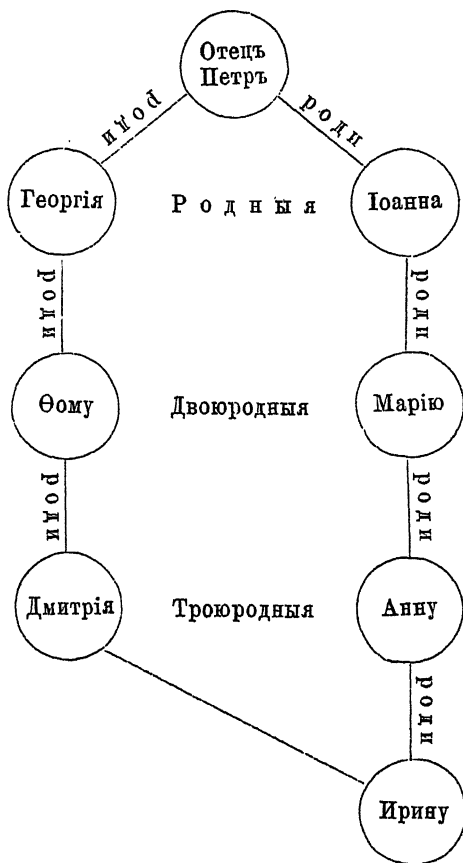 Отецъ
Петръ
роди
роди
Георгія
Родныя
Іоанна
роди
роди
Ѳому
Двоюродныя
Марію
роди
роди
Дмитрія
Троюродныя
Анну
роди
Ирину